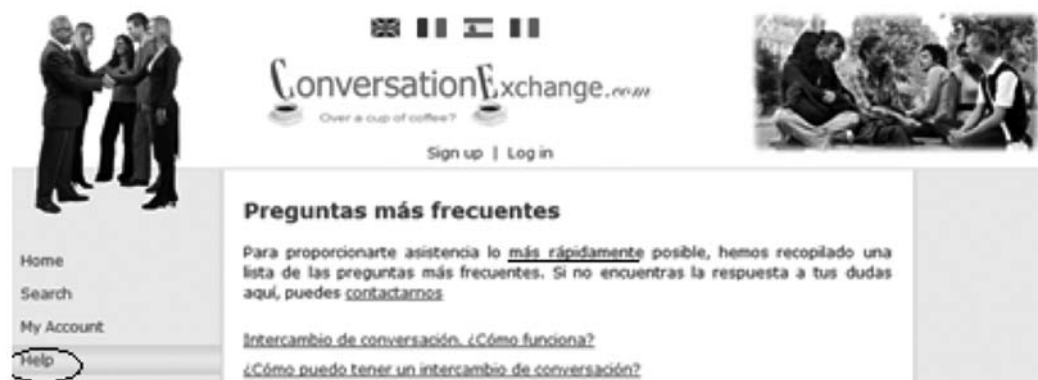 ConversationExchange.com
Over a cup of coffee?
Sign up | Log in
Preguntas más frecuentes
Para proporcionarte asistencia lo más rápidamente posible, hemos recopilado una
lista de las preguntas más frecuentes. Si no encuentras la respuesta a tus dudas
aquí, puedes contactarnos
Home
Search
My Account
Help
Intercambio de conversación. ¿Cómo funciona?
¿Cómo puedo tener un intercambio de conversación?